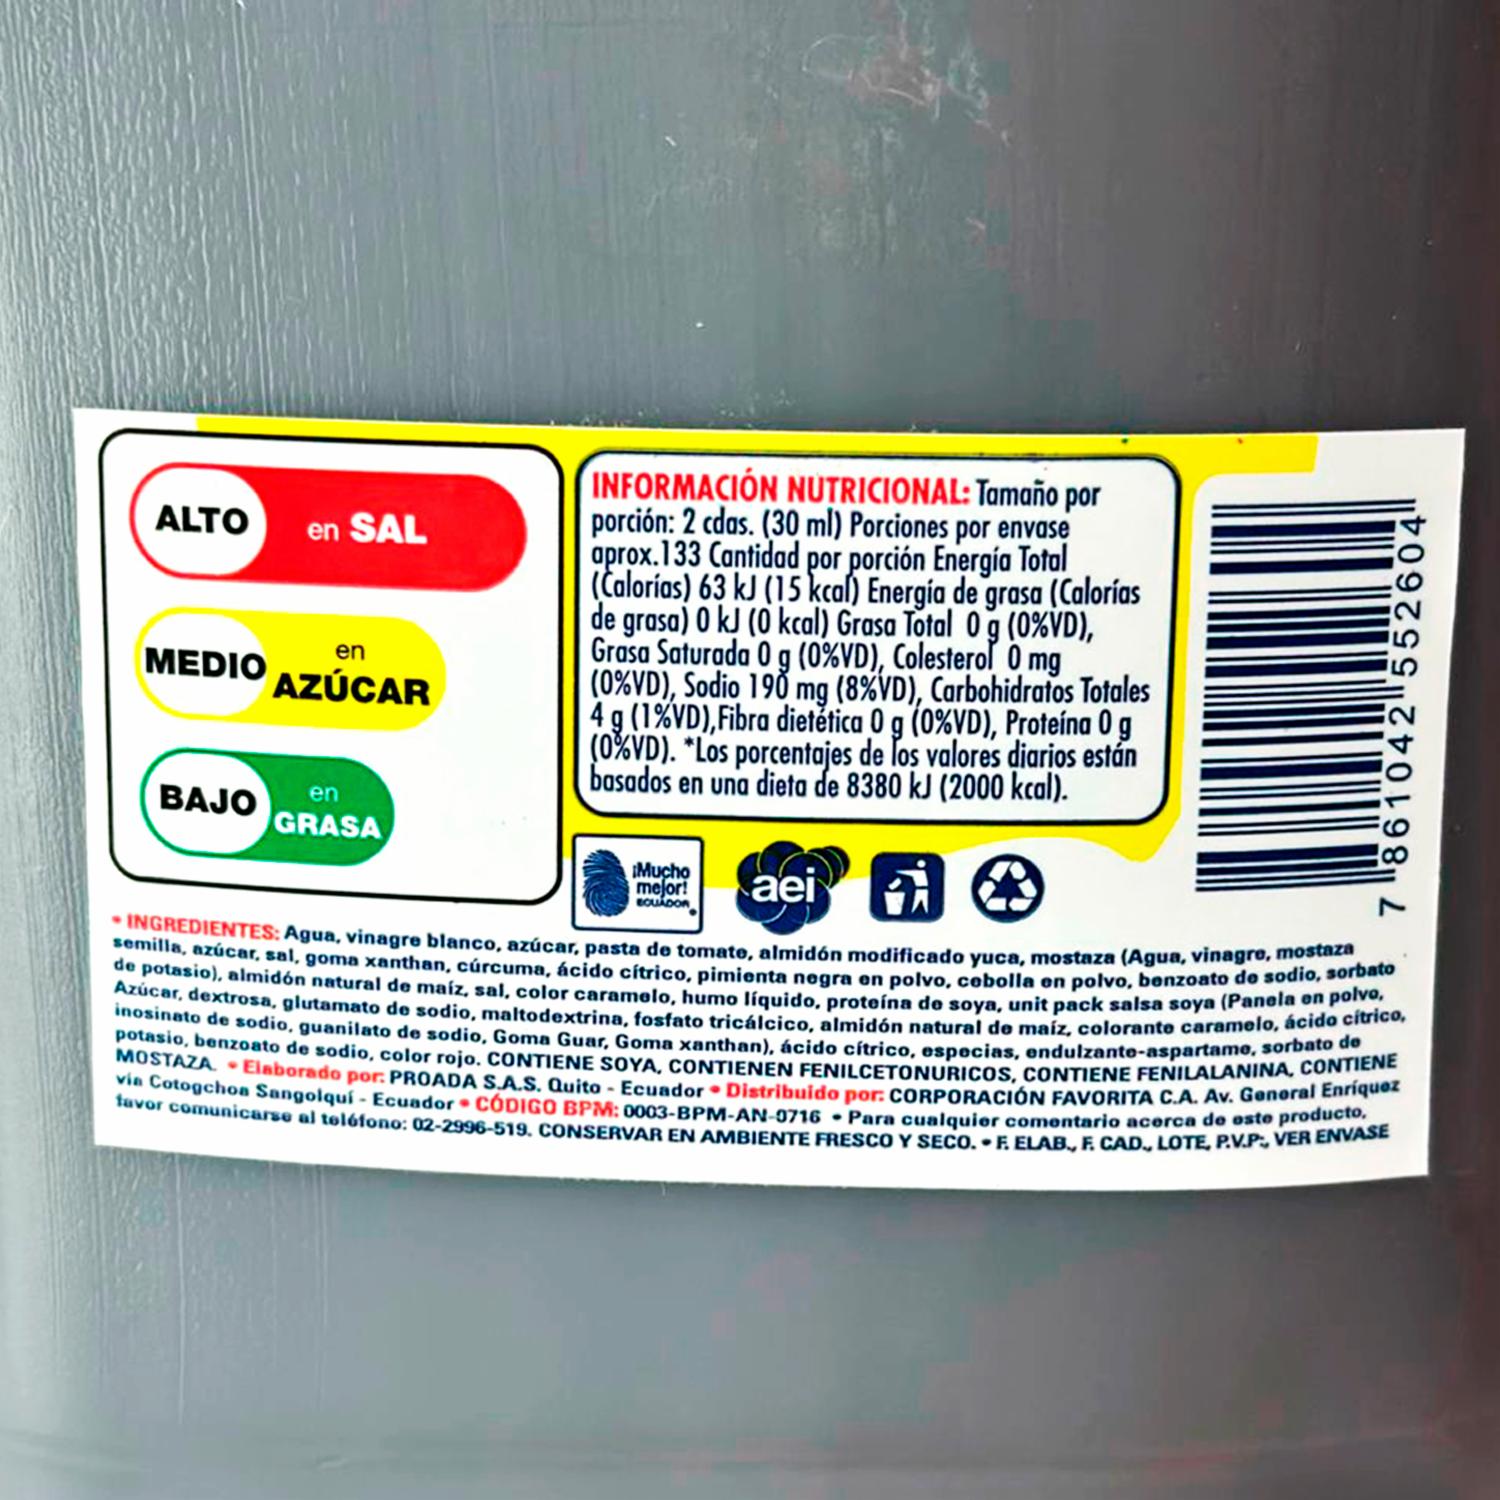 ALTO en SAL
MEDIO en AZÚCAR
BAJO en GRASA
INFORMACIÓN NUTRICIONAL: Tamaño por
porción: 2 cdas. (30 ml) Porciones por envase
aprox.133 Cantidad por porción Energía Total
(Calorías) 63 kJ (15 kcal) Energía de grasa (Calorías
de grasa) 0 kJ (0 kcal) Grasa Total 0 g (0%VD),
Grasa Saturada 0 g (0%VD), Colesterol 0 mg
(0%VD), Sodio 190 mg (8%VD), Carbohidratos Totales
4 g (1%VD),Fibra dietética 0 g (0%VD), Proteína 0 g
(0%VD). *Los porcentajes de los valores diarios están
basados en una dieta de 8380 kJ (2000 kcal).
¡Mucho
mejor!
ECUADOR
aei
7 861042 552604
• INGREDIENTES: Agua, vinagre blanco, azúcar, pasta de tomate, almidón modificado yuca, mostaza (Agua, vinagre, mostaza
semilla, azúcar, sal, goma xanthan, cúrcuma, ácido cítrico, pimienta negra en polvo, cebolla en polvo, benzoato de sodio, sorbato
de potasio), almidón natural de maíz, sal, color caramelo, humo líquido, proteína de soya, unit pack salsa soya (Panela en polvo,
Azúcar, dextrosa, glutamato de sodio, maltodextrina, fosfato tricálcico, almidón natural de maíz, colorante caramelo, ácido cítrico,
inosinato de sodio, guanilato de sodio, Goma Guar, Goma xanthan), ácido cítrico, especias, endulzante-aspartame, sorbato de
potasio, benzoato de sodio, color rojo. CONTIENE SOYA, CONTIENEN FENILCETONURICOS, CONTIENE FENILALANINA, CONTIENE
MOSTAZA. • Elaborado por: PROADA S.A.S. Quito - Ecuador • Distribuido por: CORPORACIÓN FAVORITA C.A. Av. General Enríquez
vía Cotogchoa Sangolquí - Ecuador • CÓDIGO BPM: 0003-BPM-AN-0716 • Para cualquier comentario acerca de este producto,
favor comunicarse al teléfono: 02-2996-519. CONSERVAR EN AMBIENTE FRESCO Y SECO. • F. ELAB., F. CAD., LOTE, P.V.P:, VER ENVASE